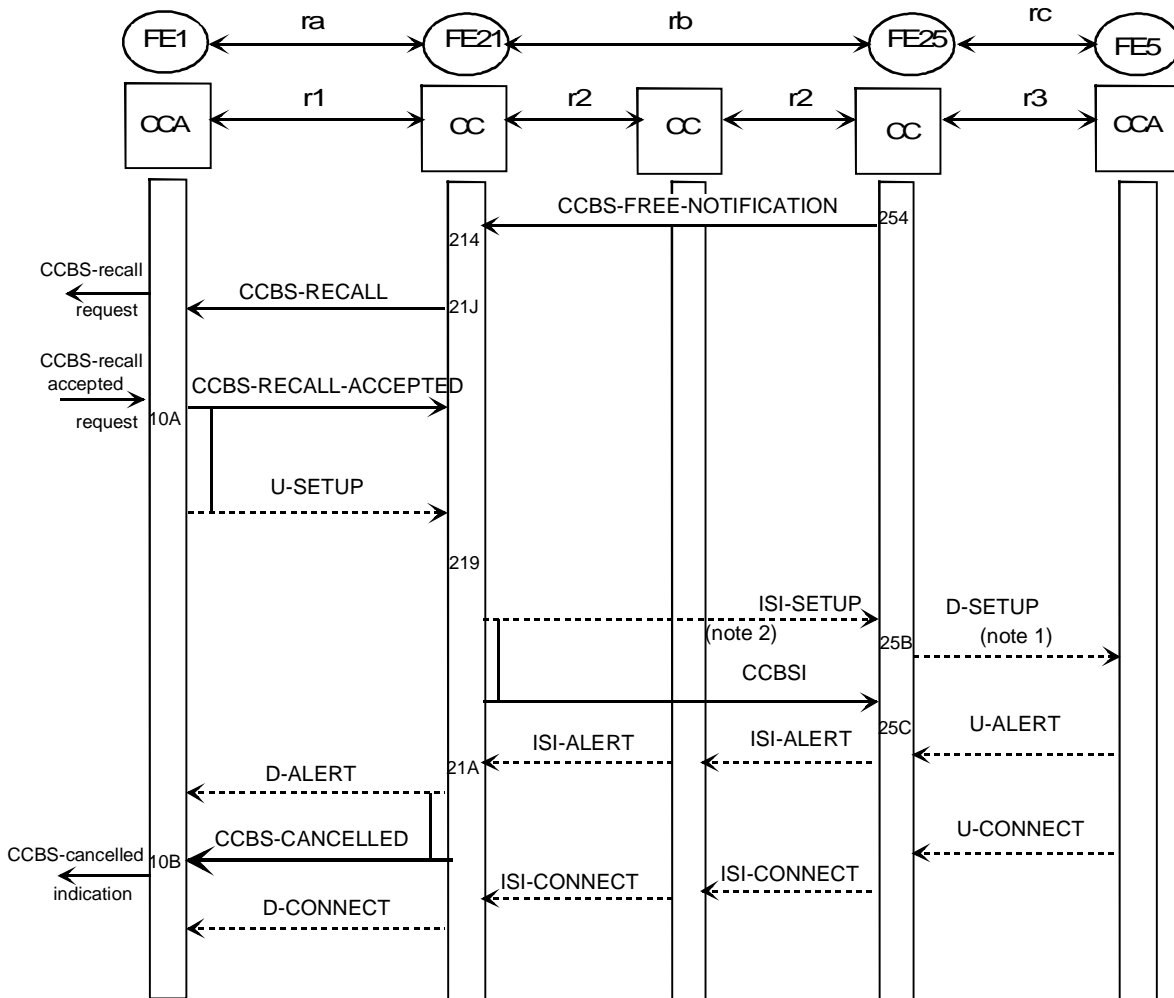 ra
rb
rc
FE1
FE21
FE25
FE5
r1
r2
r2
r3
CCA
CC
CC
CC
CCA
CCBS-FREE-NOTIFICATION
254
214
CCBS-recall
request
CCBS-RECALL
21J
CCBS-recall
accepted
request
10A
CCBS-RECALL-ACCEPTED
U-SETUP
219
ISI-SETUP
(note 2)
25B
D-SETUP
(note 1)
CCBSI
25C
U-ALERT
ISI-ALERT
ISI-ALERT
21A
D-ALERT
CCBS-CANCELLED
U-CONNECT
CCBS-cancelled
indication
10B
ISI-CONNECT
ISI-CONNECT
D-CONNECT